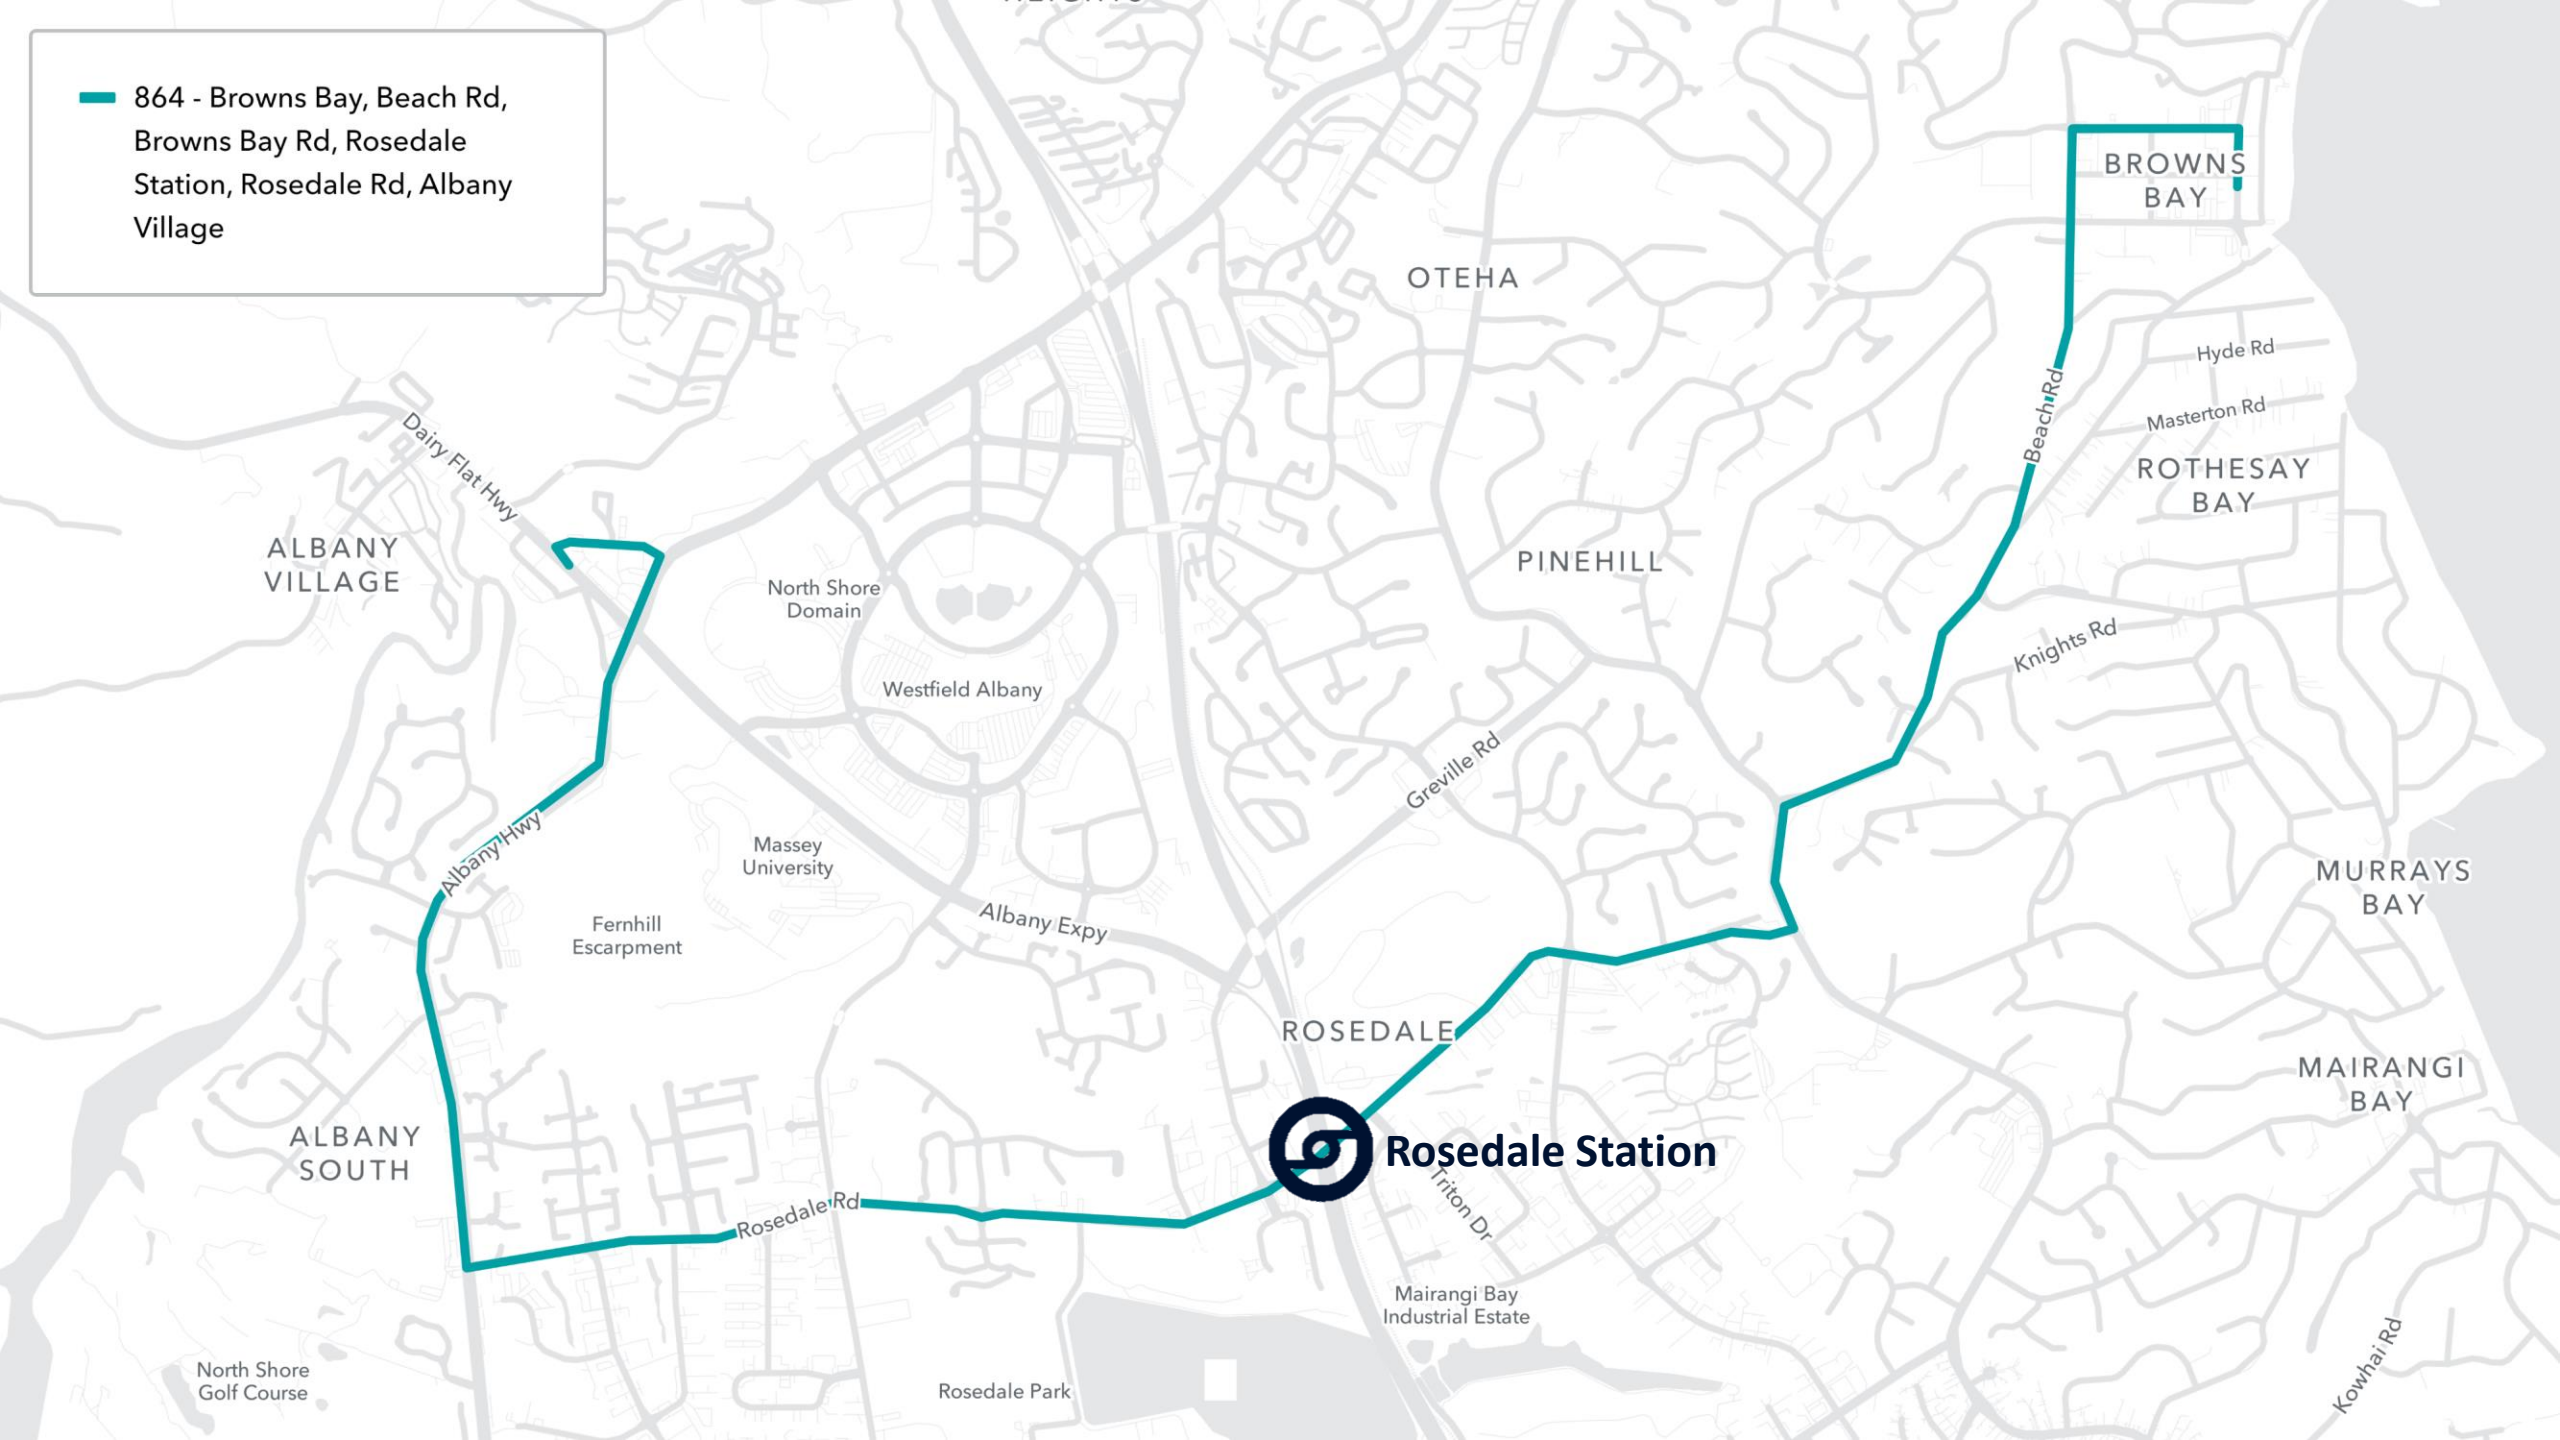 864 - Browns Bay, Beach Rd,
Browns Bay Rd, Rosedale
Station, Rosedale Rd, Albany
Village
BROWNS
BAY
OTEHA
Hyde Rd
Beach Rd
Masterton Rd
Dairy Flat Hwy
ROTHESAY
BAY
ALBANY
VILLAGE
PINEHILL
North Shore
Domain
Knights Rd
Westfield Albany
Greville Rd
Albany Hwy
Massey
University
MURRAYS
BAY
Fernhill
Escarpment
Albany Expy
ROSEDALE
MAIRANGI
BAY
ALBANY
SOUTH
Rosedale Station
Rosedale Rd
Triton Dr
Mairangi Bay
Industrial Estate
North Shore
Golf Course
Rosedale Park
Kowhai Rd